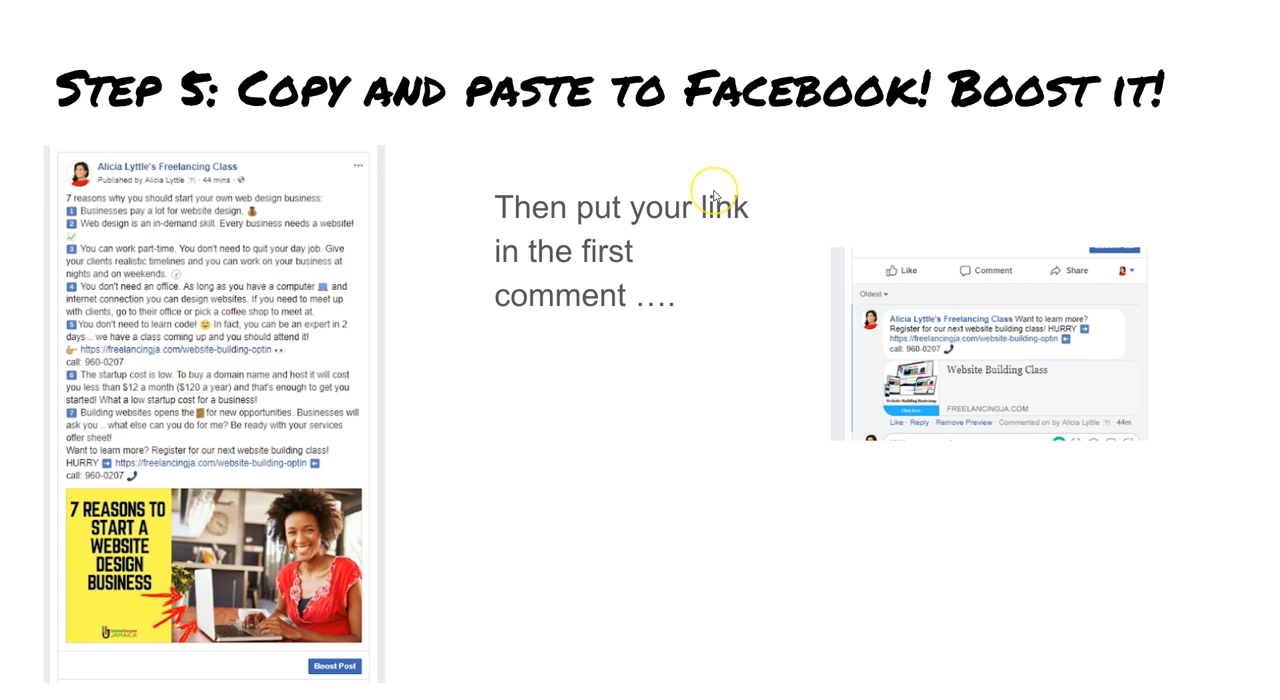 Step 5: Copy and paste to Facebook! Boost it!
Alicia Lyttle's Freelancing Class
Published by Alicia Lyttle [?] · 44 mins ·
7 reasons why you should start your own web design business:
1 Businesses pay a lot for website design.
2 Web design is an in-demand skill. Every business needs a website!
3 You can work part-time. You don't need to quit your day job. Give
your clients realistic timelines and you can work on your business at
nights and on weekends.
4 You don't need an office. As long as you have a computer and
internet connection you can design websites. If you need to meet up
with clients, go to their office or pick a coffee shop to meet at.
5 You don't need to learn code! In fact, you can be an expert in 2
days .. we have a class coming up and you should attend it!
https://freelancingja.com/website-building-optin
call: 960-0207
6 The startup cost is low. To buy a domain name and host it will cost
you less than $12 a month ($120 a year) and that's enough to get you
started! What a low startup cost for a business!
7 Building websites opens the for new opportunities. Businesses will
ask you .. what else can you do for me? Be ready with your services
offer sheet!
Want to learn more? Register for our next website building class!
HURRY https://freelancingja.com/website-building-optin
call: 960-0207
7 REASONS TO
START A
WEBSITE
DESIGN
BUSINESS
JAMAICA
Boost Post
Then put your link
in the first
comment ….
Like Comment Share
Oldest
Alicia Lyttle's Freelancing Class Want to learn more?
Register for our next website building class! HURRY
https://freelancingja.com/website-building-optin
call: 960-0207
Website Building Class
Website Building Bootcamp
Click Here
FREELANCINGJA.COM
Like · Reply · Remove Preview · Commented on by Alicia Lyttle [?] · 44m